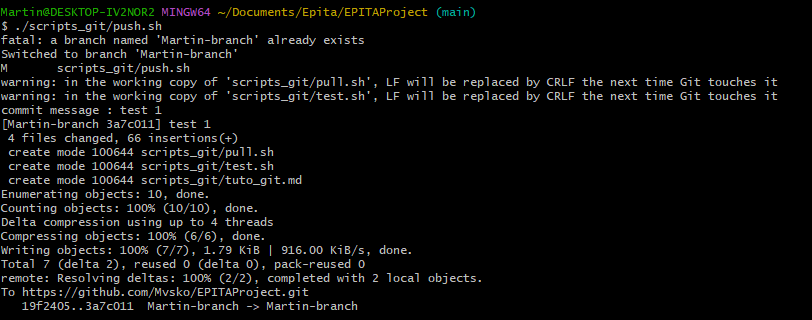 Martin@DESKTOP-IV2NOR2 MINGW64 ~/Documents/Epita/EPITAProject (main)
$ ./scripts_git/push.sh
fatal: a branch named 'Martin-branch' already exists
Switched to branch 'Martin-branch'
M       scripts_git/push.sh
warning: in the working copy of 'scripts_git/pull.sh', LF will be replaced by CRLF the next time Git touches it
warning: in the working copy of 'scripts_git/test.sh', LF will be replaced by CRLF the next time Git touches it
commit message : test 1
[Martin-branch 3a7c011] test 1
 4 files changed, 66 insertions(+)
 create mode 100644 scripts_git/pull.sh
 create mode 100644 scripts_git/test.sh
 create mode 100644 scripts_git/tuto_git.md
Enumerating objects: 10, done.
Counting objects: 100% (10/10), done.
Delta compression using up to 4 threads
Compressing objects: 100% (6/6), done.
Writing objects: 100% (7/7), 1.79 KiB | 916.00 KiB/s, done.
Total 7 (delta 2), reused 0 (delta 0), pack-reused 0
remote: Resolving deltas: 100% (2/2), completed with 2 local objects.
To https://github.com/Mvsko/EPITAProject.git
   19f2405..3a7c011  Martin-branch -> Martin-branch